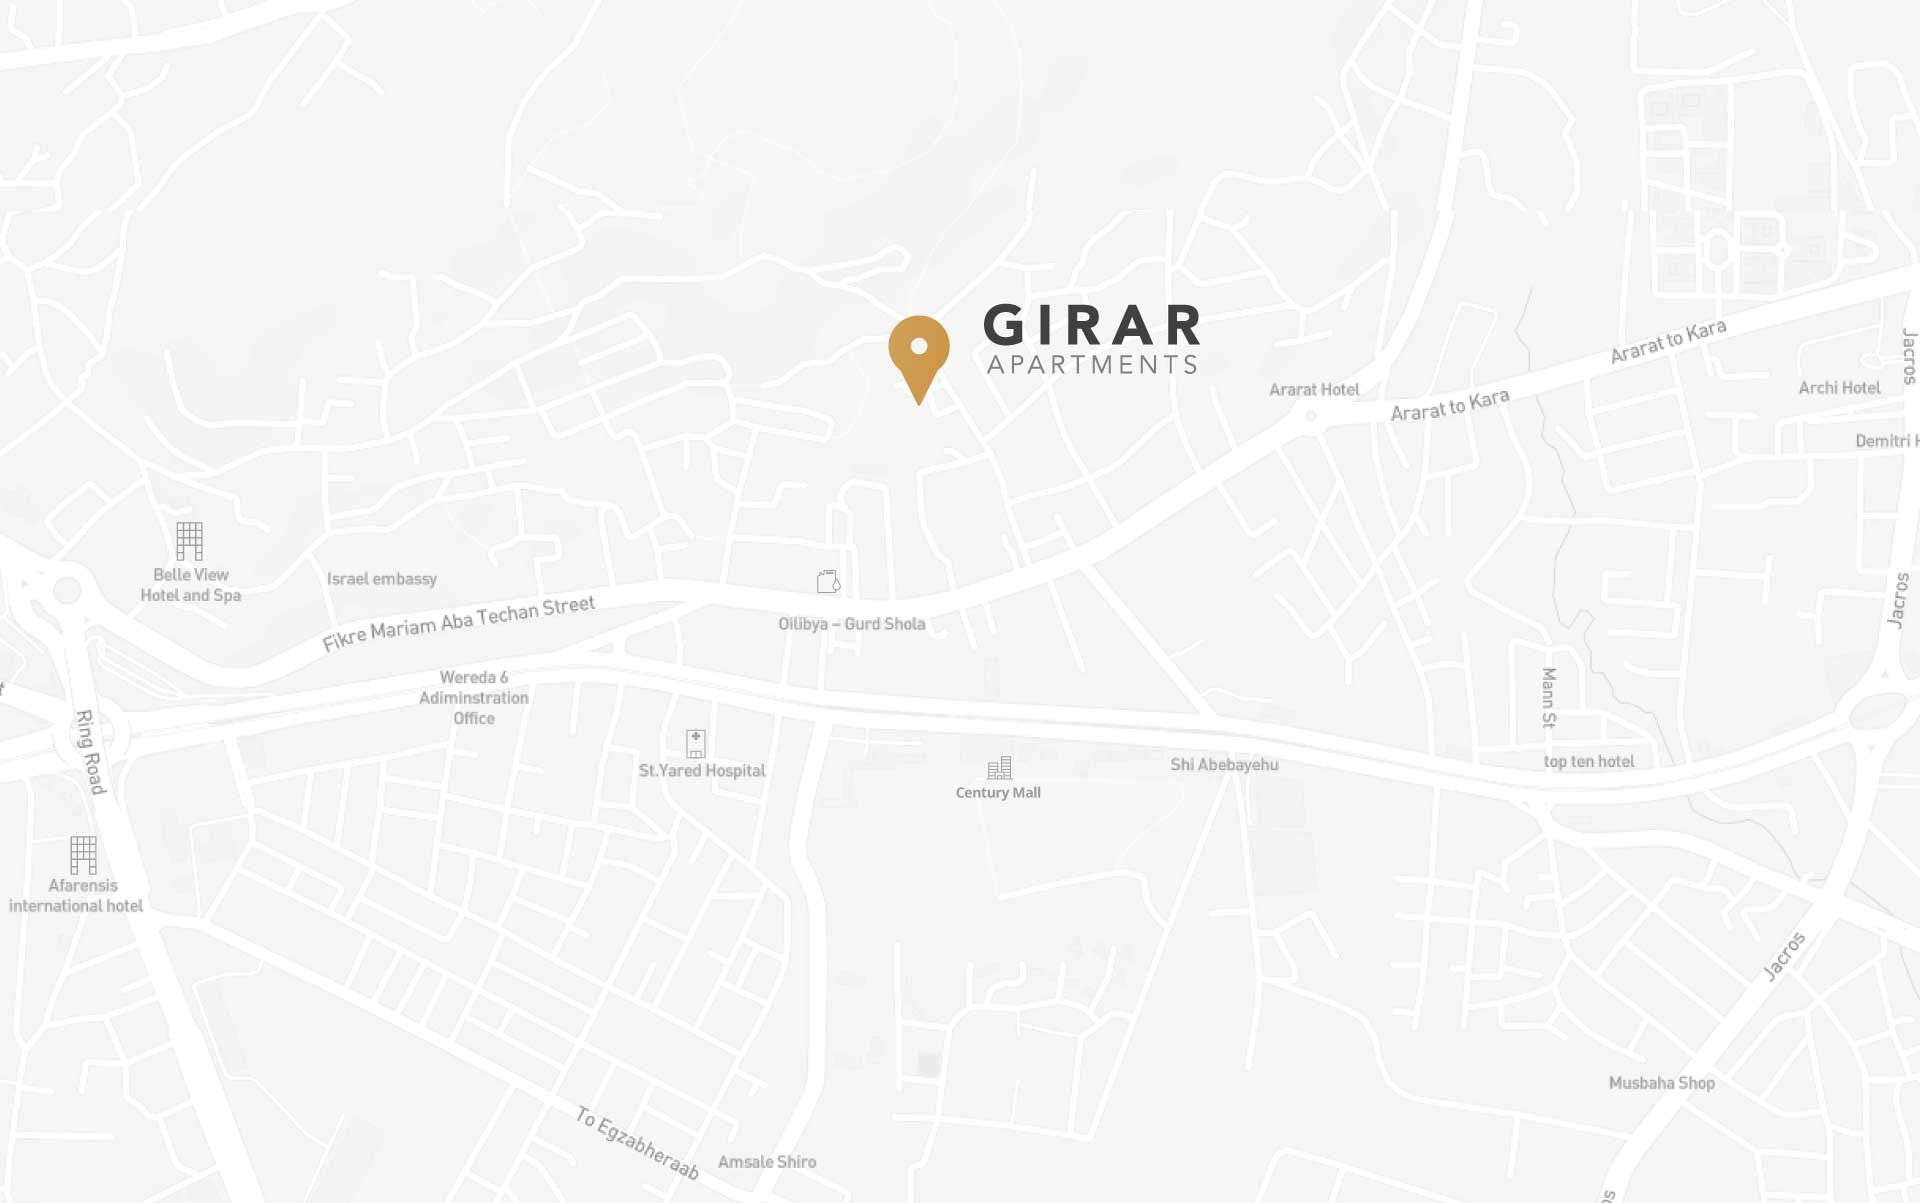 GIRAR
APARTMENTS
Ararat to Kara
Jacros
Ararat Hotel
Archi Hotel
Ararat to Kara
Demitri H
Belle View
Hotel and Spa
Israel embassy
Jacros
Fikre Mariam Aba Techan Street
Oilibya – Gurd Shola
Wereda 6
Adiminstration
Office
t
Mann St
Ring Road
St.Yared Hospital
Shi Abebayehu
top ten hotel
Century Mall
Afarensis
international hotel
Jacros
Musbaha Shop
To Egzabheraab
Amsale Shiro
os